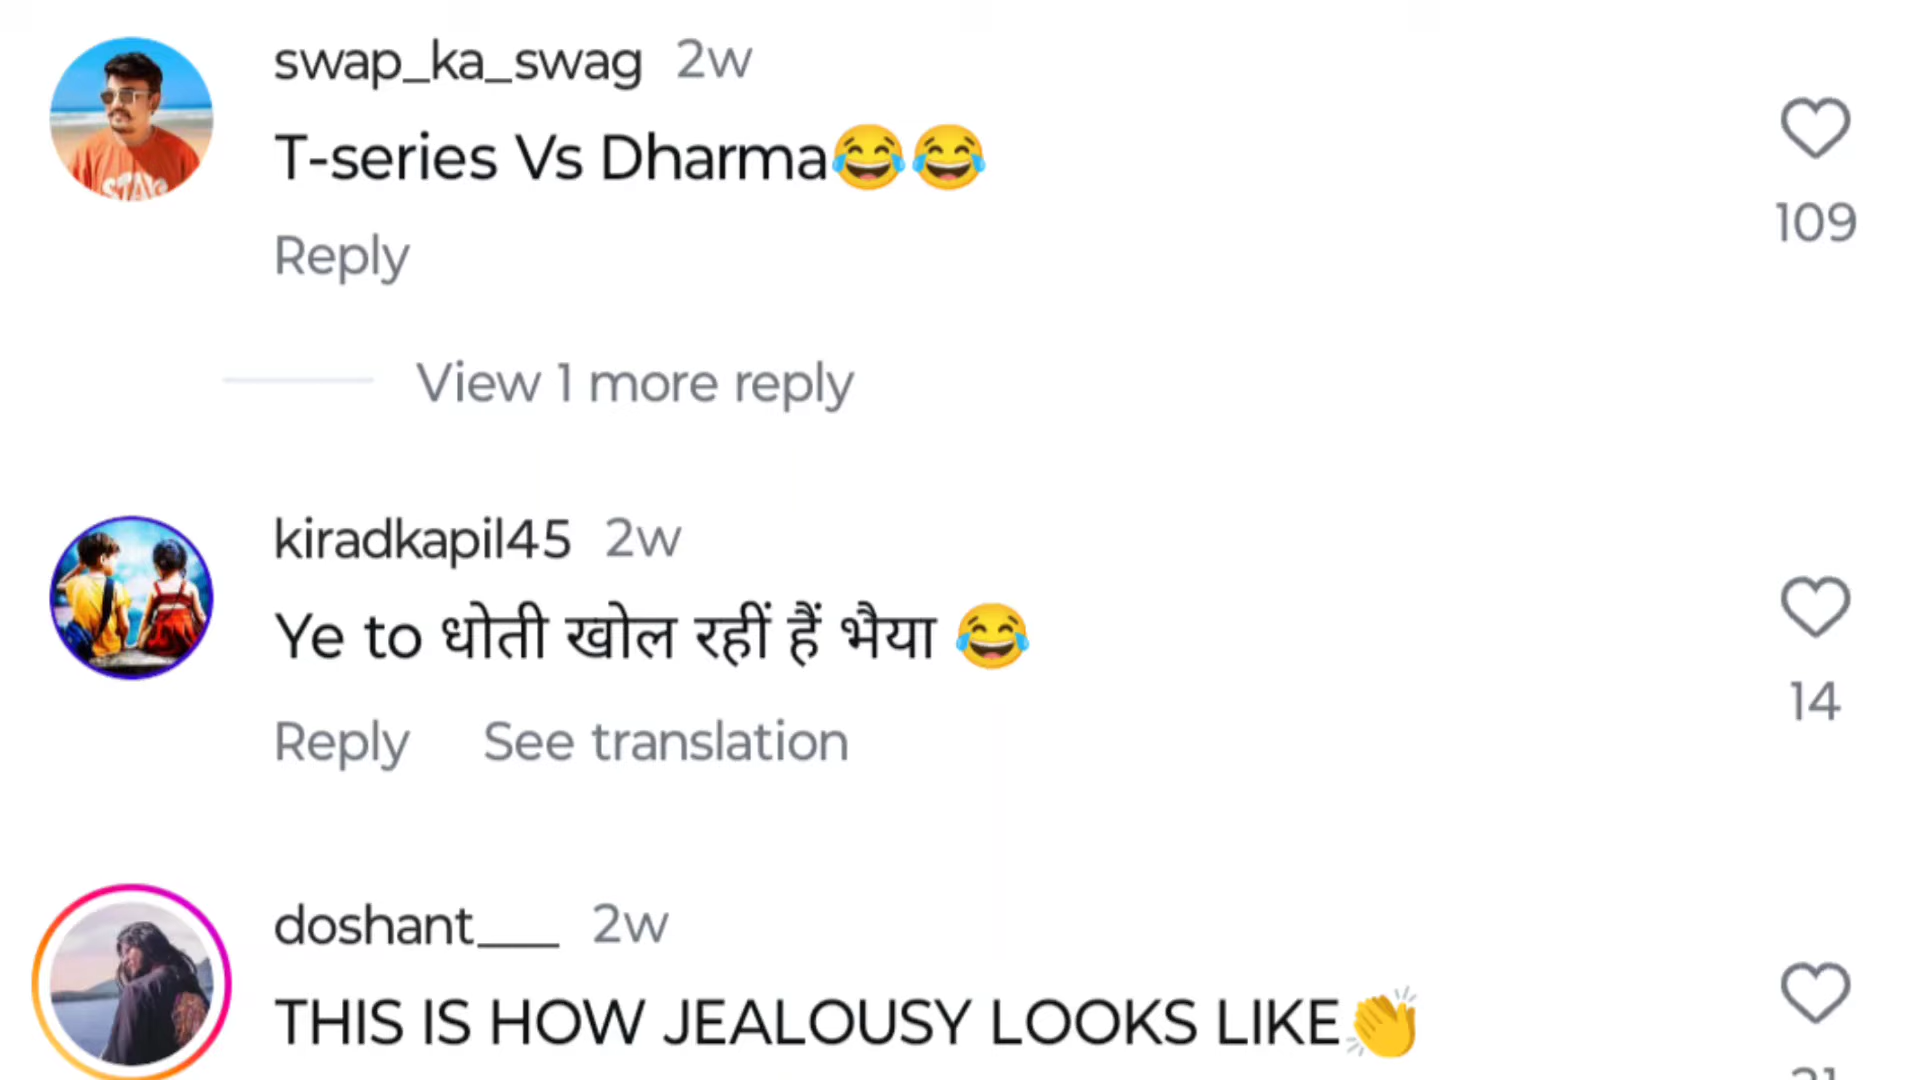 swap_ka_swag 2w
T-series Vs Dharma😂😂
109
Reply
View 1 more reply
kiradkapil45 2w
Ye to धोती खोल रहीं हैं भैया 😂
14
Reply See translation
doshant___ 2w
THIS IS HOW JEALOUSY LOOKS LIKE👏